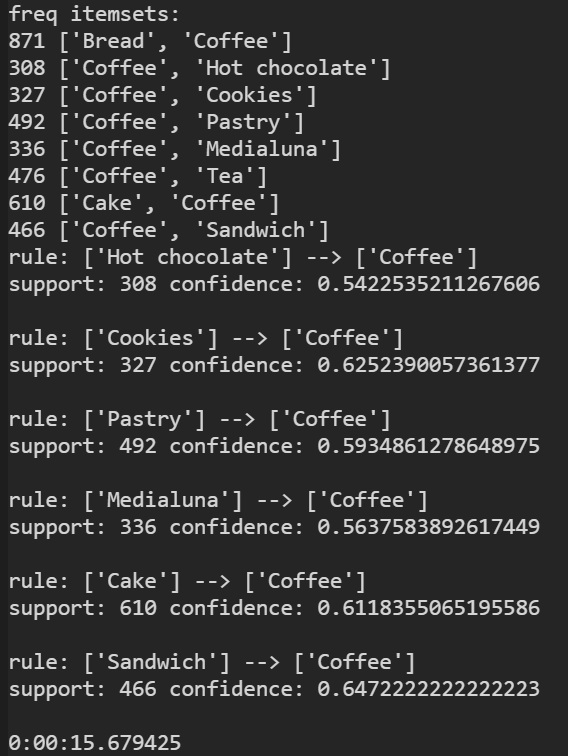 freq itemsets:
871 ['Bread', 'Coffee']
308 ['Coffee', 'Hot chocolate']
327 ['Coffee', 'Cookies']
492 ['Coffee', 'Pastry']
336 ['Coffee', 'Medialuna']
476 ['Coffee', 'Tea']
610 ['Cake', 'Coffee']
466 ['Coffee', 'Sandwich']
rule: ['Hot chocolate'] --> ['Coffee']
support: 308 confidence: 0.5422535211267606
rule: ['Cookies'] --> ['Coffee']
support: 327 confidence: 0.6252390057361377
rule: ['Pastry'] --> ['Coffee']
support: 492 confidence: 0.5934861278648975
rule: ['Medialuna'] --> ['Coffee']
support: 336 confidence: 0.5637583892617449
rule: ['Cake'] --> ['Coffee']
support: 610 confidence: 0.6118355065195586
rule: ['Sandwich'] --> ['Coffee']
support: 466 confidence: 0.6472222222222223
0:00:15.679425